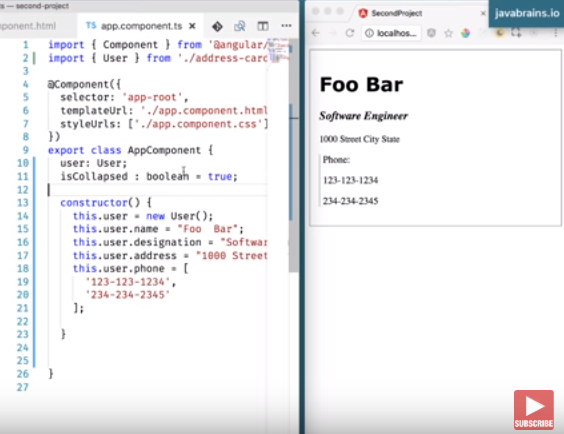 ts — second-project
ponent.html
TS app.component.ts ×
1 import { Component } from '@angular/
2 import { User } from './address-card
3
4 @Component({
5 selector: 'app-root',
6 templateUrl: './app.component.html
7 styleUrls: ['./app.component.css']
8 })
9 export class AppComponent {
10 user: User;
11 isCollapsed : boolean = true;
12
13 constructor() {
14 this.user = new User();
15 this.user.name = "Foo Bar";
16 this.user.designation = "Softwar
17 this.user.address = "1000 Street
18 this.user.phone = [
19 '123-123-1234',
20 '234-234-2345'
21 ];
22
23 }
24
25
26 }
27
SecondProject ×
javabrains.io
localhos...
Foo Bar
Software Engineer
1000 Street City State
Phone:
123-123-1234
234-234-2345
SUBSCRIBE